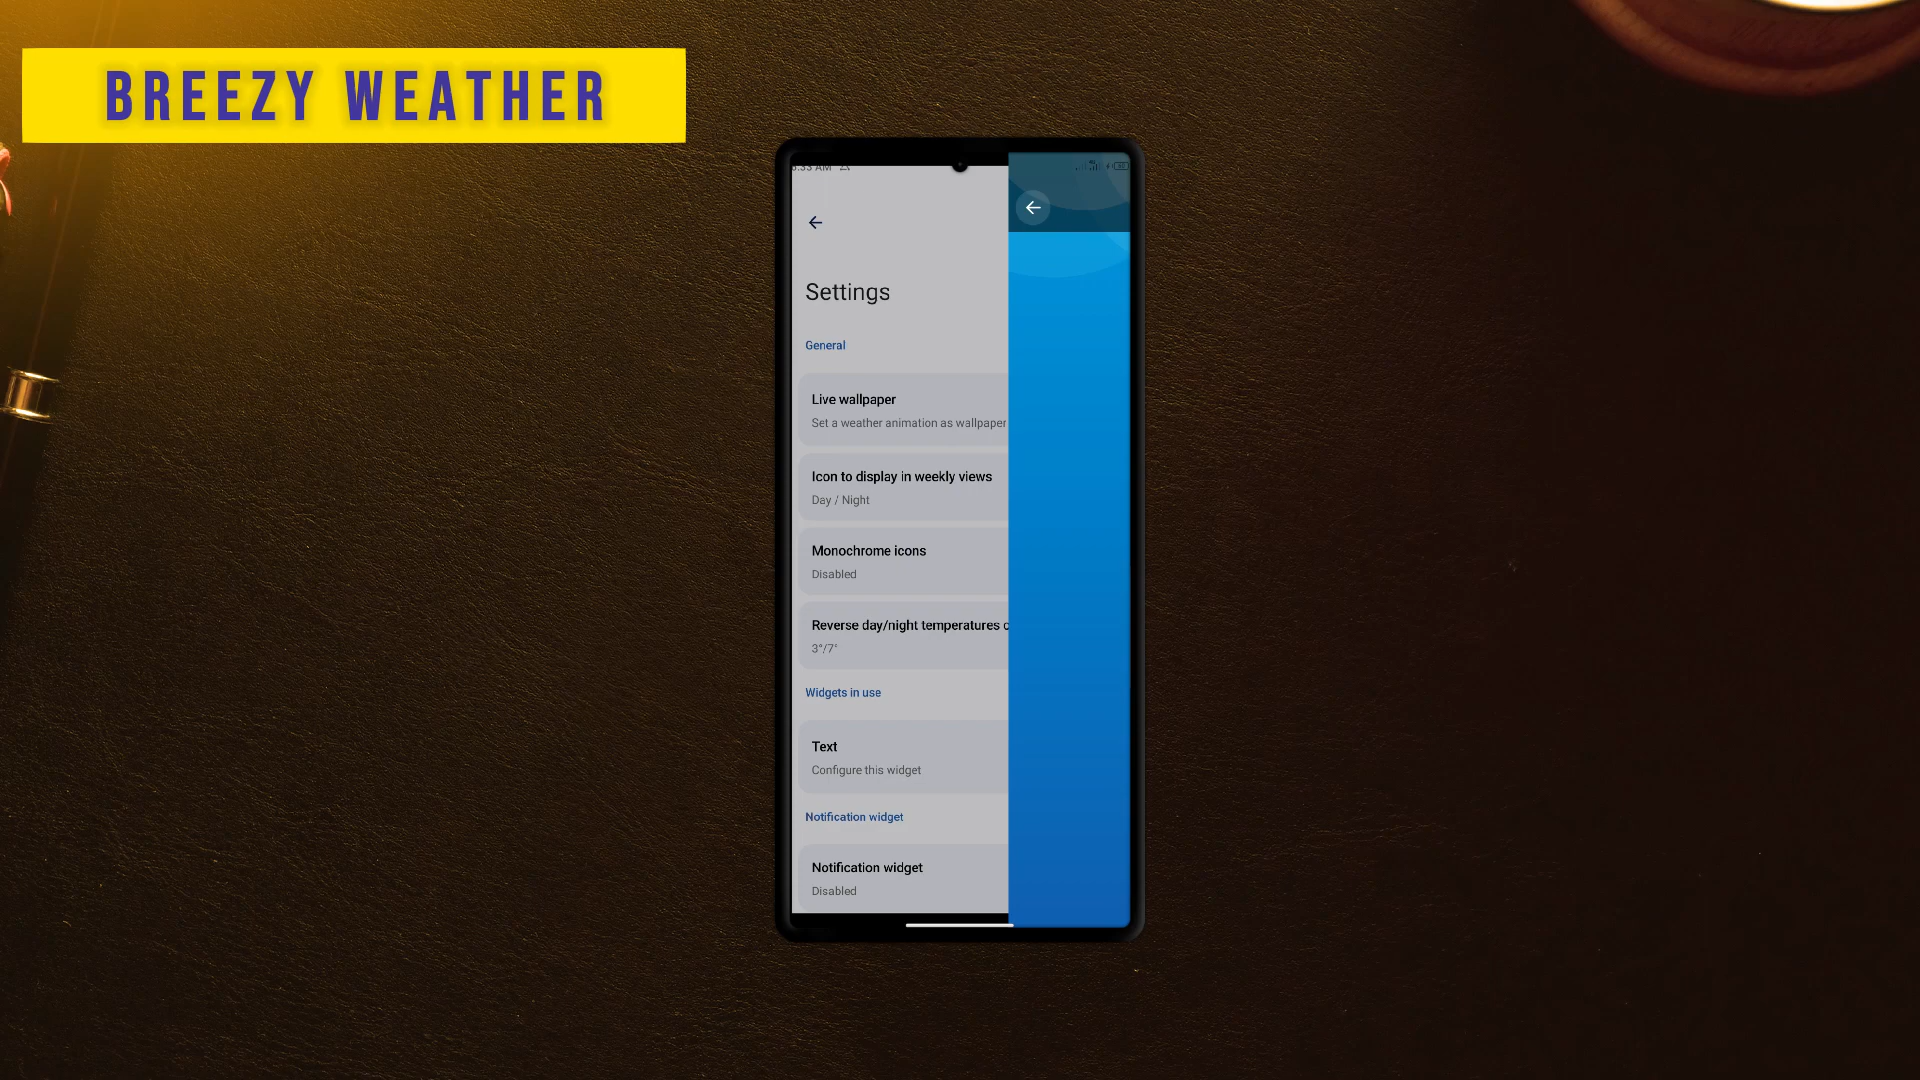 BREEZY WEATHER
Settings
General
Live wallpaper
Set a weather animation as wallpaper
Icon to display in weekly views
Day / Night
Monochrome icons
Disabled
Reverse day/night temperatures
3°/7°
Widgets in use
Text
Configure this widget
Notification widget
Notification widget
Disabled